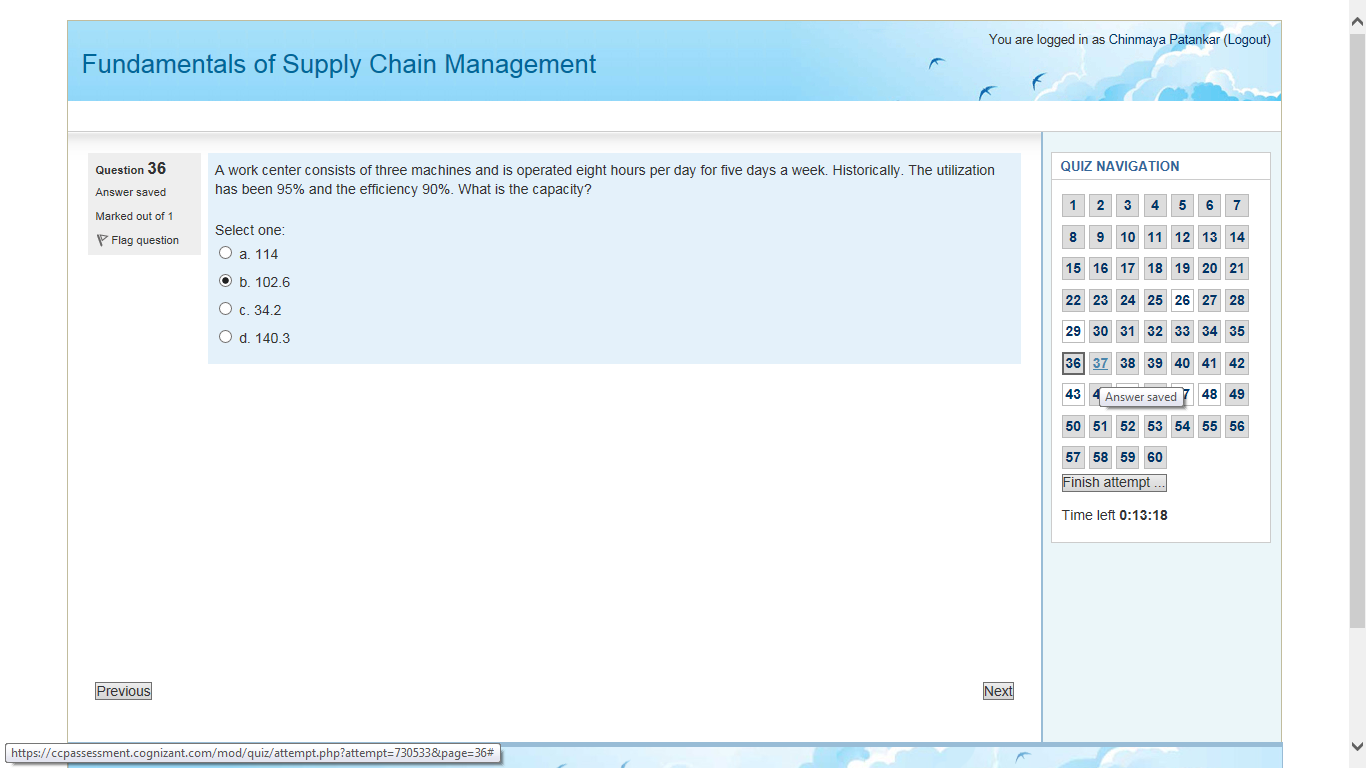 You are logged in as Chinmaya Patankar (Logout)
Fundamentals of Supply Chain Management
Question 36
Answer saved
Marked out of 1
Flag question
A work center consists of three machines and is operated eight hours per day for five days a week. Historically. The utilization
has been 95% and the efficiency 90%. What is the capacity?
Select one:
a. 114
b. 102.6
c. 34.2
d. 140.3
QUIZ NAVIGATION
1 2 3 4 5 6 7
8 9 10 11 12 13 14
15 16 17 18 19 20 21
22 23 24 25 26 27 28
29 30 31 32 33 34 35
36 37 38 39 40 41 42
43 48 49
Answer saved
50 51 52 53 54 55 56
57 58 59 60
Finish attempt ...
Time left 0:13:18
Previous
Next
https://ccpassessment.cognizant.com/mod/quiz/attempt.php?attempt=730533&page=36#